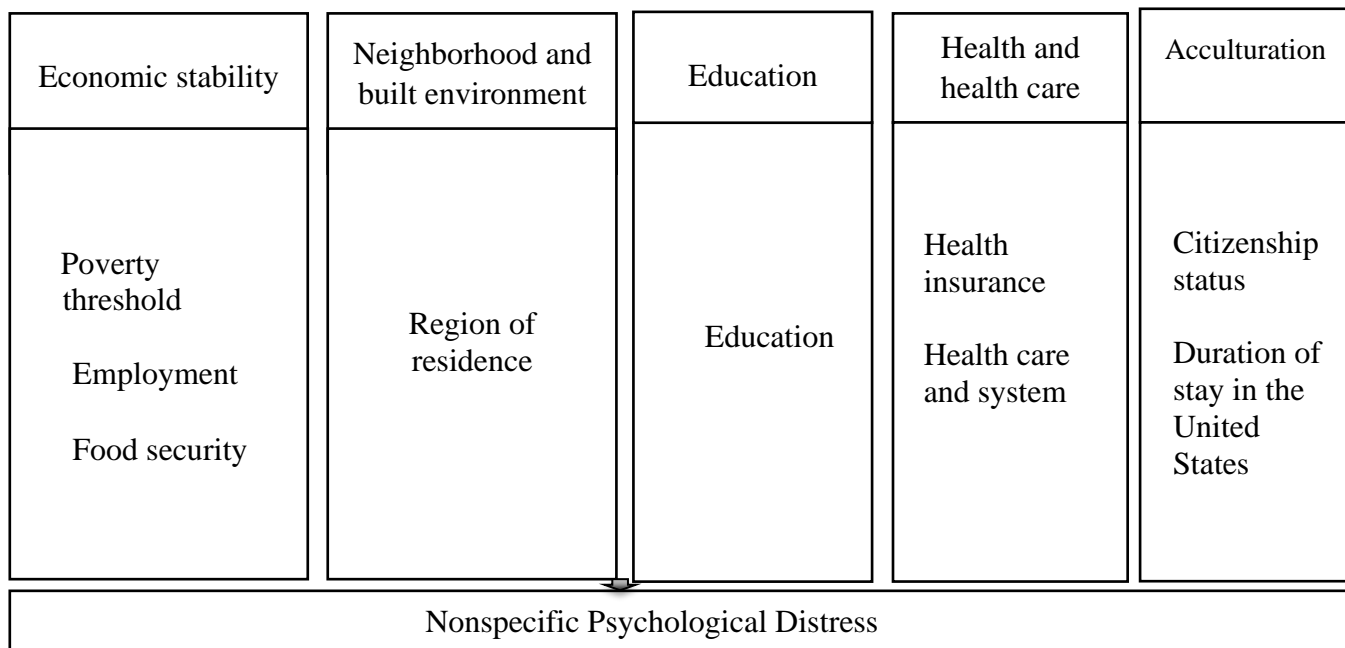 Economic stability
Neighborhood and
built environment
Education
Health and
health care
Acculturation
Poverty
threshold
Employment
Food security
Region of
residence
Education
Health
insurance
Health care
and system
Citizenship
status
Duration of
stay in the
United
States
Nonspecific Psychological Distress